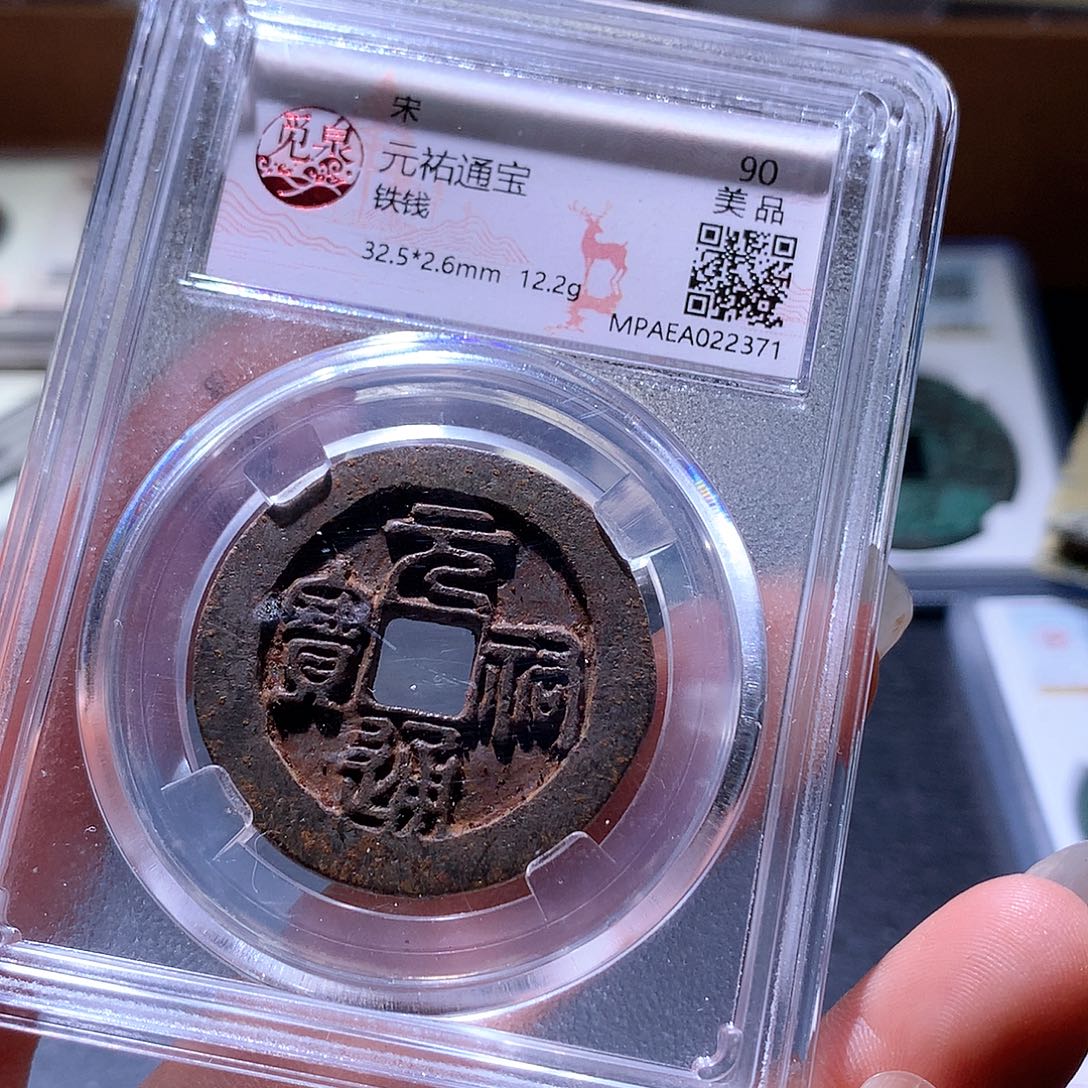 觅泉
宋
元祐通宝
铁钱
32.5*2.6mm 12.2g
90
美品
MPAEA022371
元祐通寶